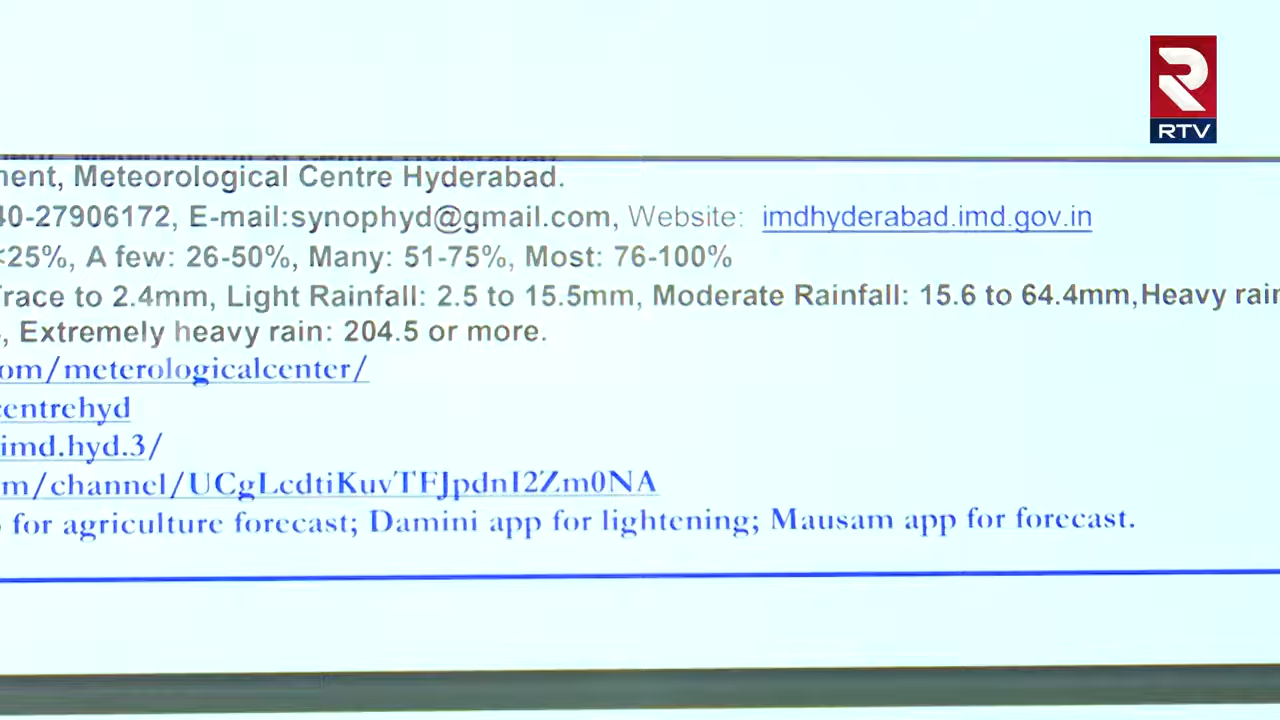 RTV
ment, Meteorological Centre Hyderabad.
40-27906172, E-mail:synophyd@gmail.com, Website: imdhyderabad.imd.gov.in
<25%, A few: 26-50%, Many: 51-75%, Most: 76-100%
Trace to 2.4mm, Light Rainfall: 2.5 to 15.5mm, Moderate Rainfall: 15.6 to 64.4mm,Heavy rain
, Extremely heavy rain: 204.5 or more.
om/meterologicalcenter/
centrehyd
imd.hyd.3/
m/channel/UCgLcdtiKuvTFJpdnI2Zm0NA
for agriculture forecast; Damini app for lightening; Mausam app for forecast.